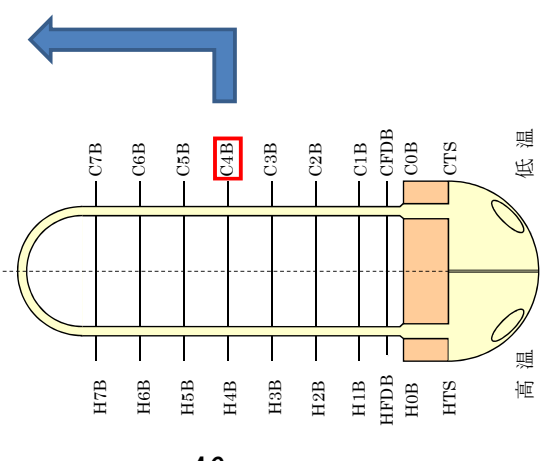 C7B
C6B
C5B
C4B
C3B
C2B
C1B
CFDB
C0B
CTS
低温
H7B
H6B
H5B
H4B
H3B
H2B
H1B
HFDB
H0B
HTS
高温